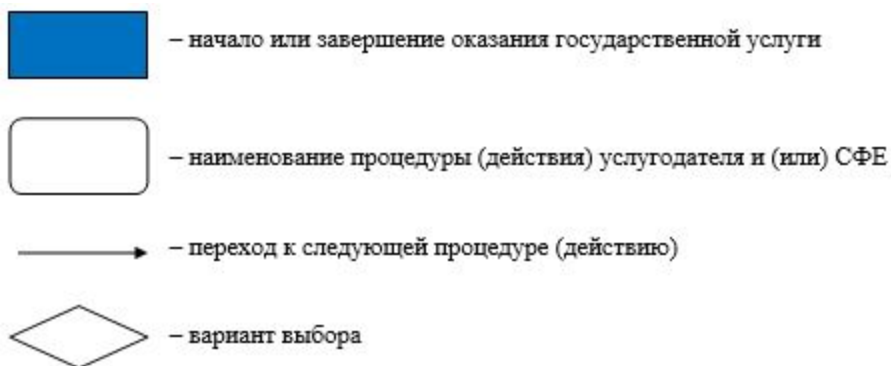 – начало или завершение оказания государственной услуги
– наименование процедуры (действия) услугодателя и (или) СФЕ
– переход к следующей процедуре (действию)
– вариант выбора